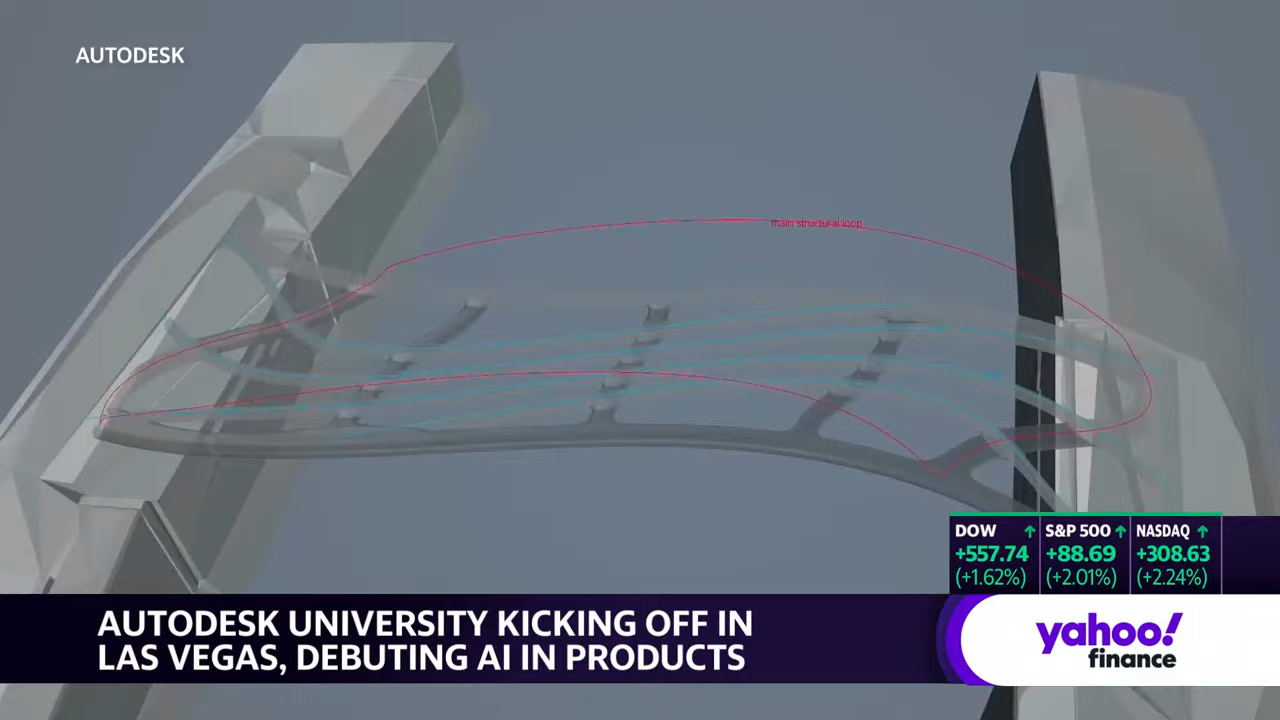 AUTODESK
main structural loop
DOW
+557.74
(+1.62%)
S&P 500
+88.69
(+2.01%)
NASDAQ
+308.63
(+2.24%)
AUTODESK UNIVERSITY KICKING OFF IN
LAS VEGAS, DEBUTING AI IN PRODUCTS
yahoo!
finance